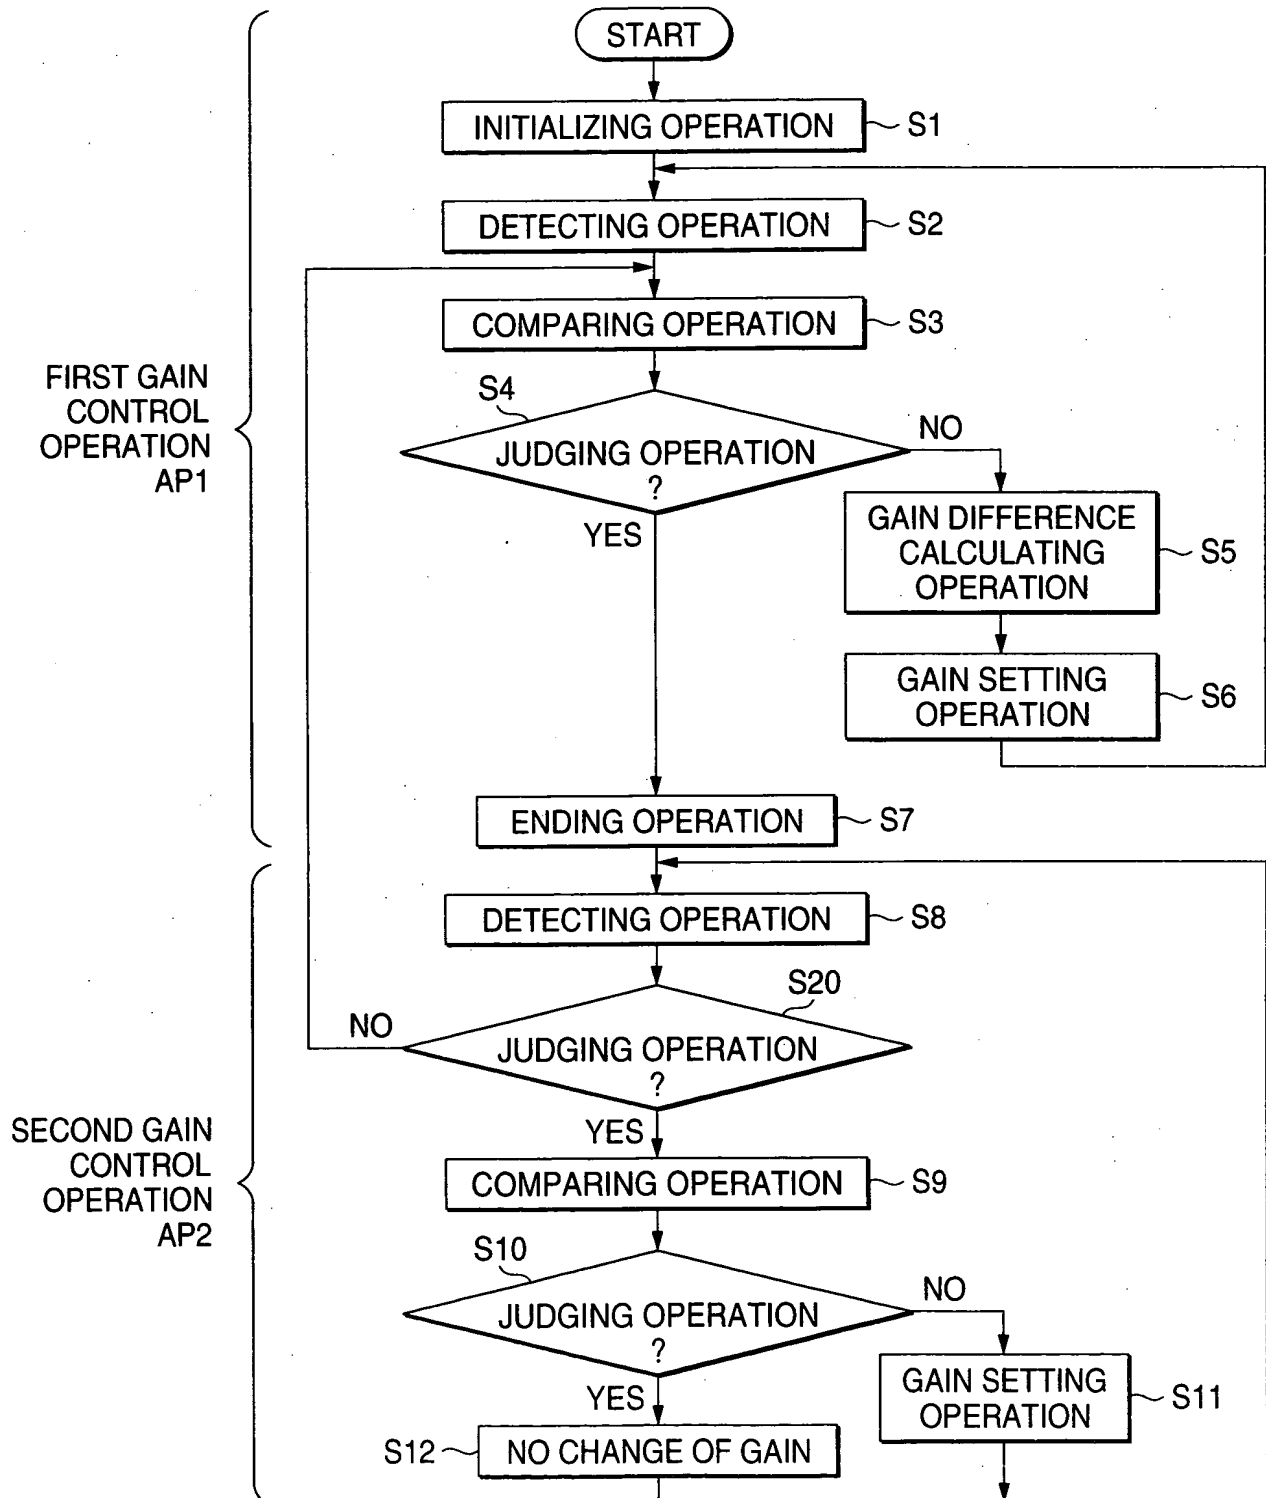 START
INITIALIZING OPERATION
S1
DETECTING OPERATION
S2
COMPARING OPERATION
S3
FIRST GAIN
CONTROL
OPERATION
AP1
S4
JUDGING OPERATION
?
NO
YES
GAIN DIFFERENCE
CALCULATING
OPERATION
S5
GAIN SETTING
OPERATION
S6
ENDING OPERATION
S7
DETECTING OPERATION
S8
S20
JUDGING OPERATION
?
NO
YES
SECOND GAIN
CONTROL
OPERATION
AP2
COMPARING OPERATION
S9
S10
JUDGING OPERATION
?
NO
YES
GAIN SETTING
OPERATION
S11
S12
NO CHANGE OF GAIN